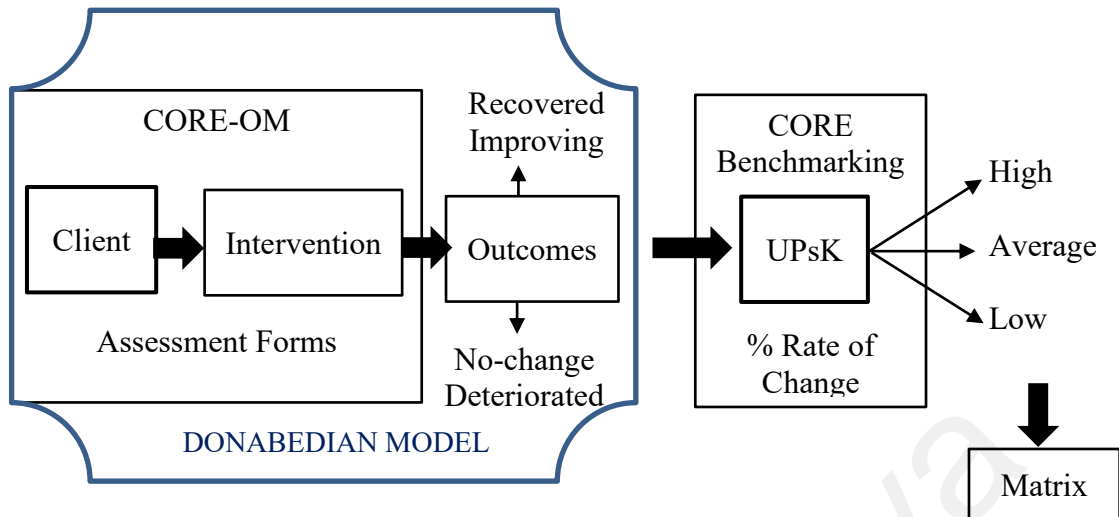 CORE-OM
Client
Intervention
Assessment Forms
Recovered
Improving
Outcomes
No-change
Deteriorated
DONABEDIAN MODEL
CORE
Benchmarking
UPsK
% Rate of
Change
High
Average
Low
Matrix